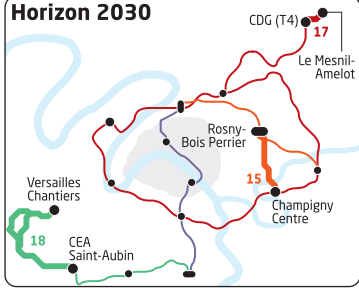 Horizon 2030
CDG (T4)
17
Le Mesnil-
Amelot
Rosny-
Bois Perrier
15
Champigny
Centre
Versailles
Chantiers
18
CEA
Saint-Aubin